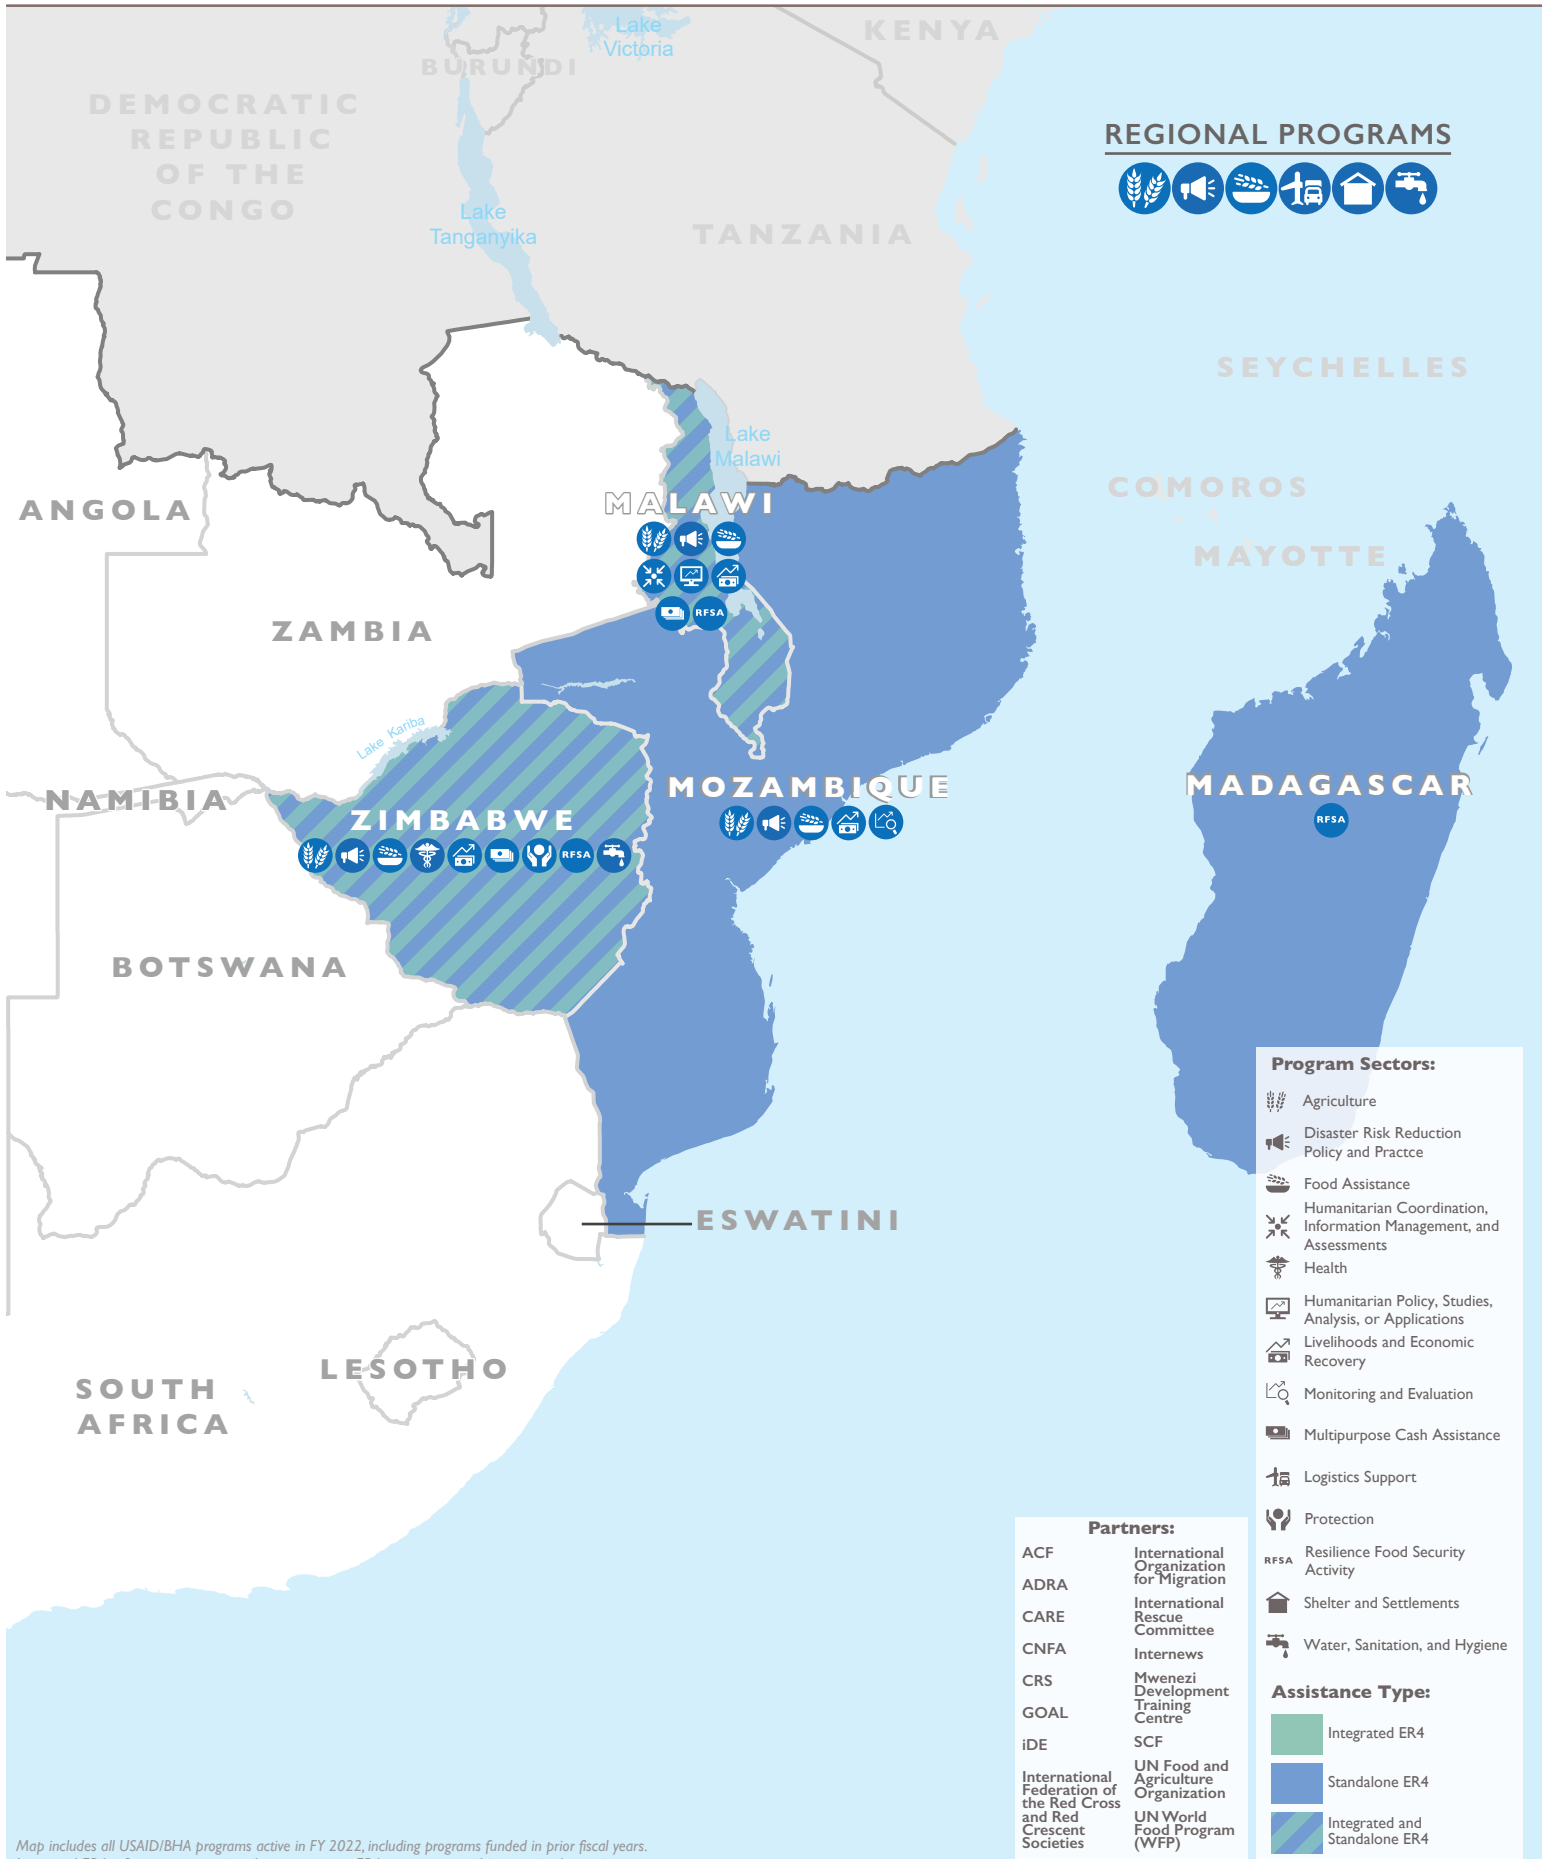 Lake
Victoria
KENYA
BURUNDI
DEMOCRATIC
REPUBLIC
OF THE
CONGO
REGIONAL PROGRAMS
Lake
Tanganyika
TANZANIA
SEYCHELLES
Lake
Malawi
COMOROS
MALAWI
ANGOLA
MAYOTTE
RFSA
ZAMBIA
Lake Kariba
MOZAMBIQUE
MADAGASCAR
RFSA
NAMIBIA
ZIMBABWE
RFSA
BOTSWANA
ESWATINI
LESOTHO
SOUTH
AFRICA
Program Sectors:
Agriculture
Disaster Risk Reduction
Policy and Practce
Food Assistance
Humanitarian Coordination,
Information Management, and
Assessments
Health
Humanitarian Policy, Studies,
Analysis, or Applications
Livelihoods and Economic
Recovery
Monitoring and Evaluation
Multipurpose Cash Assistance
Logistics Support
Protection
RFSA
Resilience Food Security
Activity
Shelter and Settlements
Water, Sanitation, and Hygiene
Assistance Type:
Integrated ER4
Standalone ER4
Integrated and
Standalone ER4
Partners:
ACF
ADRA
CARE
CNFA
CRS
GOAL
iDE
International
Federation of
the Red Cross
and Red
Crescent
Societies
International
Organization
for Migration
International
Rescue
Committee
Internews
Mwenezi
Development
Training
Centre
SCF
UN Food and
Agriculture
Organization
UN World
Food Program
(WFP)
Map includes all USAID/BHA programs active in FY 2022, including programs funded in prior fiscal years.